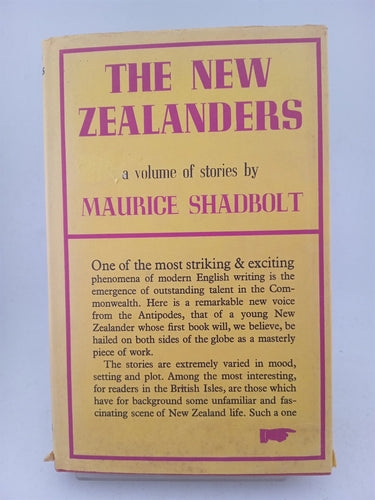 THE NEW
ZEALANDERS
a volume of stories by
MAURICE SHADBOLT
One of the most striking & exciting
phenomena of modern English writing is the
emergence of outstanding talent in the Com-
monwealth. Here is a remarkable new voice
from the Antipodes, that of a young New
Zealander whose first book will, we believe, be
hailed on both sides of the globe as a masterly
piece of work.
The stories are extremely varied in mood,
setting and plot. Among the most interesting,
for readers in the British Isles, are those which
have for background some unfamiliar and fas-
cinating scene of New Zealand life. Such a one